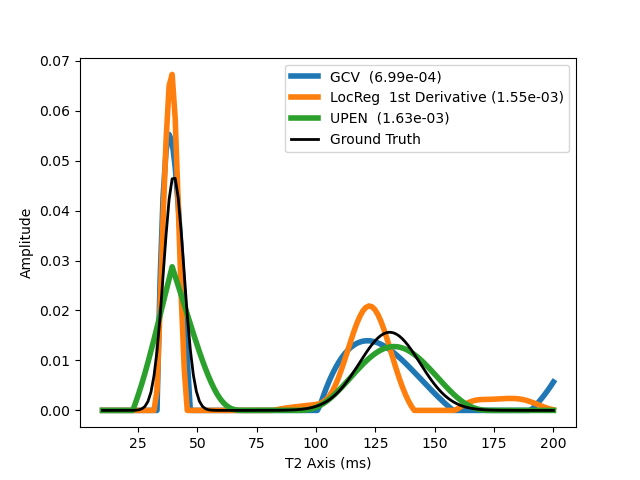 GCV (6.99e-04)
LocReg 1st Derivative (1.55e-03)
UPEN (1.63e-03)
Ground Truth
Amplitude
0.07
0.06
0.05
0.04
0.03
0.02
0.01
0.00
25 50 75 100 125 150 175 200
T2 Axis (ms)